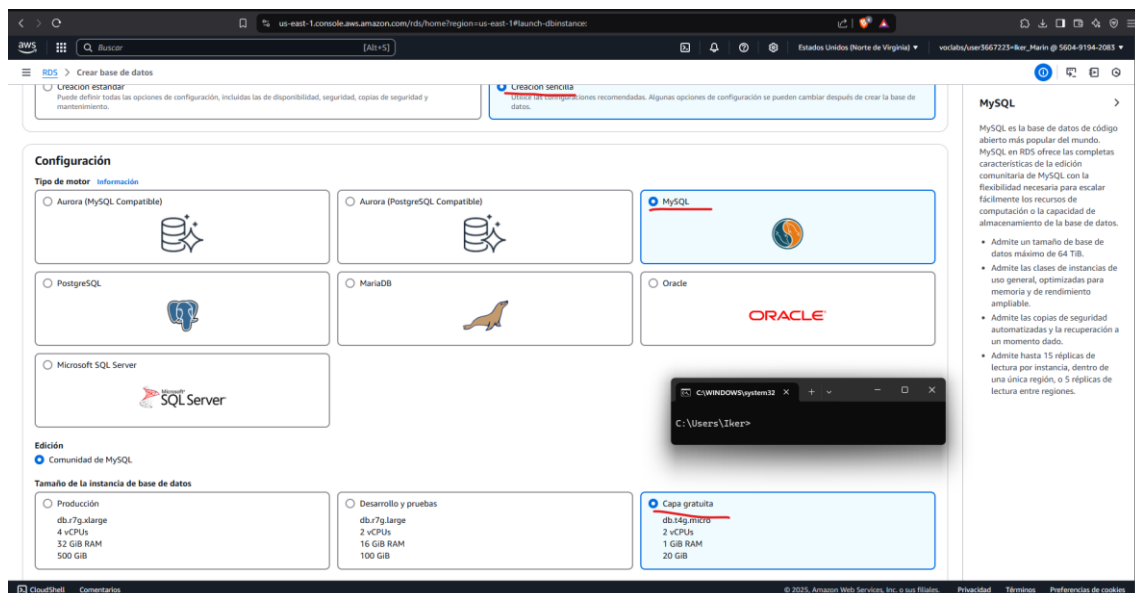 us-east-1.console.aws.amazon.com/rds/home?region=us-east-1#launch-dbinstance:
aws
Buscar
[Alt+S]
Estados Unidos (Norte de Virginia)
voclabs/user3667223=Iker_Marin @ 5604-9194-2083
RDS > Crear base de datos
Creación estándar
Puede definir todas las opciones de configuración, incluidas las de disponibilidad, seguridad, copias de seguridad y
mantenimiento.
Creación sencilla
Utilice las configuraciones recomendadas. Algunas opciones de configuración se pueden cambiar después de crear la base de
datos.
Configuración
Tipo de motor Información
Aurora (MySQL Compatible)
Aurora (PostgreSQL Compatible)
MySQL
PostgreSQL
MariaDB
Oracle
ORACLE
Microsoft SQL Server
Microsoft
SQL Server
C:\WINDOWS\system32
C:\Users\Iker>
Edición
Comunidad de MySQL
Tamaño de la instancia de base de datos
Producción
db.r7g.xlarge
4 vCPUs
32 GiB RAM
500 GiB
Desarrollo y pruebas
db.r7g.large
2 vCPUs
16 GiB RAM
100 GiB
Capa gratuita
db.t4g.micro
2 vCPUs
1 GiB RAM
20 GiB
MySQL
MySQL es la base de datos de código
abierto más popular del mundo.
MySQL en RDS ofrece las completas
características de la edición
comunitaria de MySQL con la
flexibilidad necesaria para escalar
fácilmente los recursos de
computación o la capacidad de
almacenamiento de la base de datos.
• Admite un tamaño de base de
datos máximo de 64 TiB.
• Admite las clases de instancias de
uso general, optimizadas para
memoria y de rendimiento
ampliable.
• Admite las copias de seguridad
automatizadas y la recuperación a
un momento dado.
• Admite hasta 15 réplicas de
lectura por instancia, dentro de
una única región, o 5 réplicas de
lectura entre regiones.
CloudShell Comentarios
© 2025, Amazon Web Services, Inc. o sus filiales. Privacidad Términos Preferencias de cookies